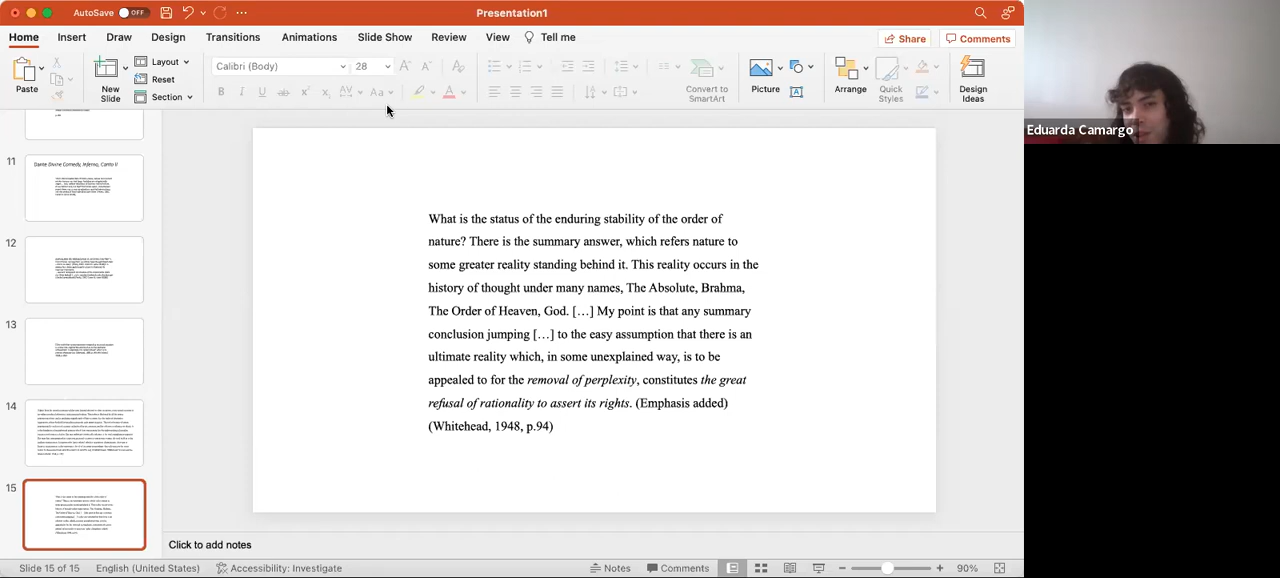 AutoSave OFF
Presentation1
Home Insert Draw Design Transitions Animations Slide Show Review View Tell me
Share Comments
Paste
New Slide
Layout
Reset
Section
Calibri (Body) 28
Convert to SmartArt
Picture
Arrange
Quick Styles
Design Ideas
Eduarda Camargo
11
Dante Divine Comedy, Inferno, Canto II
12
13
14
15
What is the status of the enduring stability of the order of
nature? There is the summary answer, which refers nature to
some greater reality standing behind it. This reality occurs in the
history of thought under many names, The Absolute, Brahma,
The Order of Heaven, God. […] My point is that any summary
conclusion jumping […] to the easy assumption that there is an
ultimate reality which, in some unexplained way, is to be
appealed to for the removal of perplexity, constitutes the great
refusal of rationality to assert its rights. (Emphasis added)
(Whitehead, 1948, p.94)
Click to add notes
Slide 15 of 15 English (United States) Accessibility: Investigate Notes Comments 90%